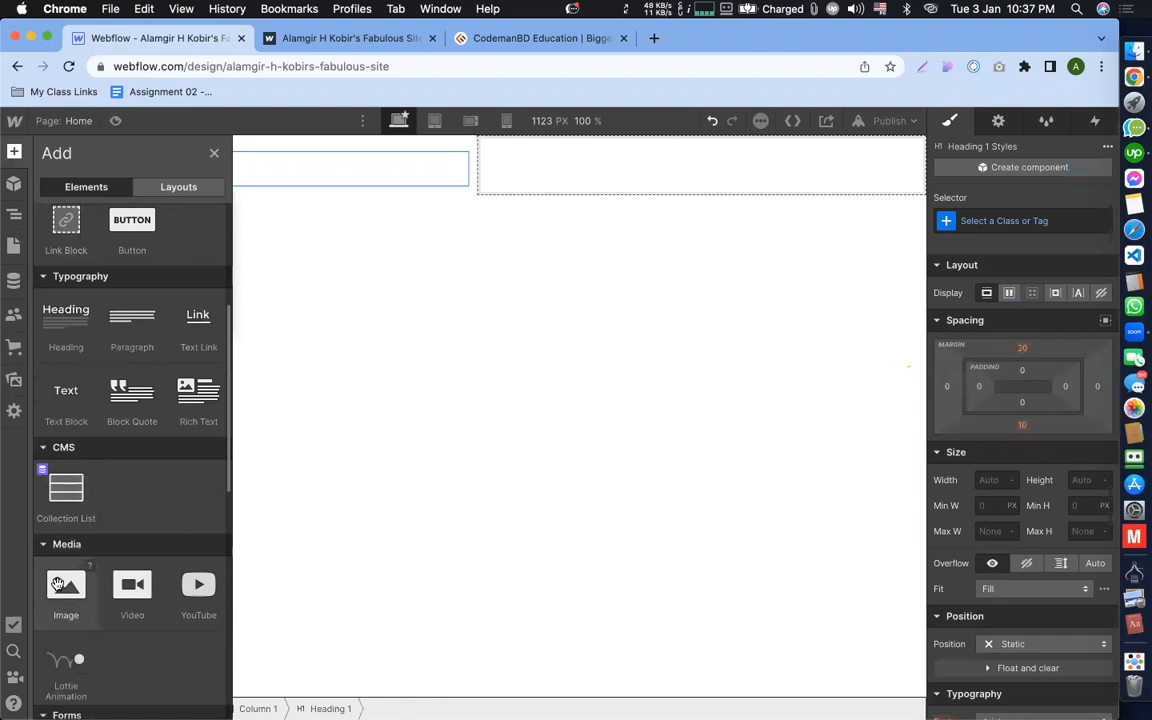 Chrome File Edit View History Bookmarks Profiles Tab Window Help 48 KB/s 11 KB/s Charged Tue 3 Jan 10:37 PM
Webflow - Alamgir H Kobir's Fa Alamgir H Kobir's Fabulous Site CodemanBD Education | Bigge
webflow.com/design/alamgir-h-kobirs-fabulous-site
My Class Links Assignment 02 -...
Page: Home 1123 PX 100 % Publish
Add
H1 Heading 1 Styles
Create component
Elements Layouts
Selector
Select a Class or Tag
BUTTON
Link Block Button
Layout
Typography
Display
Heading Link
Spacing
Heading Paragraph Text Link
MARGIN 20
PADDING 0
0 0 0 0
Text
0
Text Block Block Quote Rich Text
10
CMS
Size
Width Auto - Height Auto -
Min W 0 PX Min H 0 PX
Collection List
Max W None - Max H None -
Media
Overflow Auto
Fit Fill
Image Video YouTube
Position
Position Static
Float and clear
Lottie
Animation
Typography
Forms
Column 1 H1 Heading 1